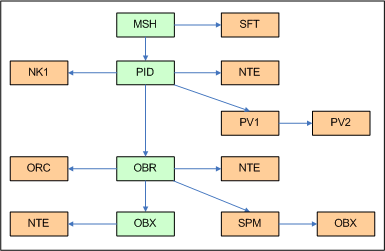 MSH SFT
NK1 PID NTE
PV1 PV2
ORC OBR NTE
NTE OBX SPM OBX